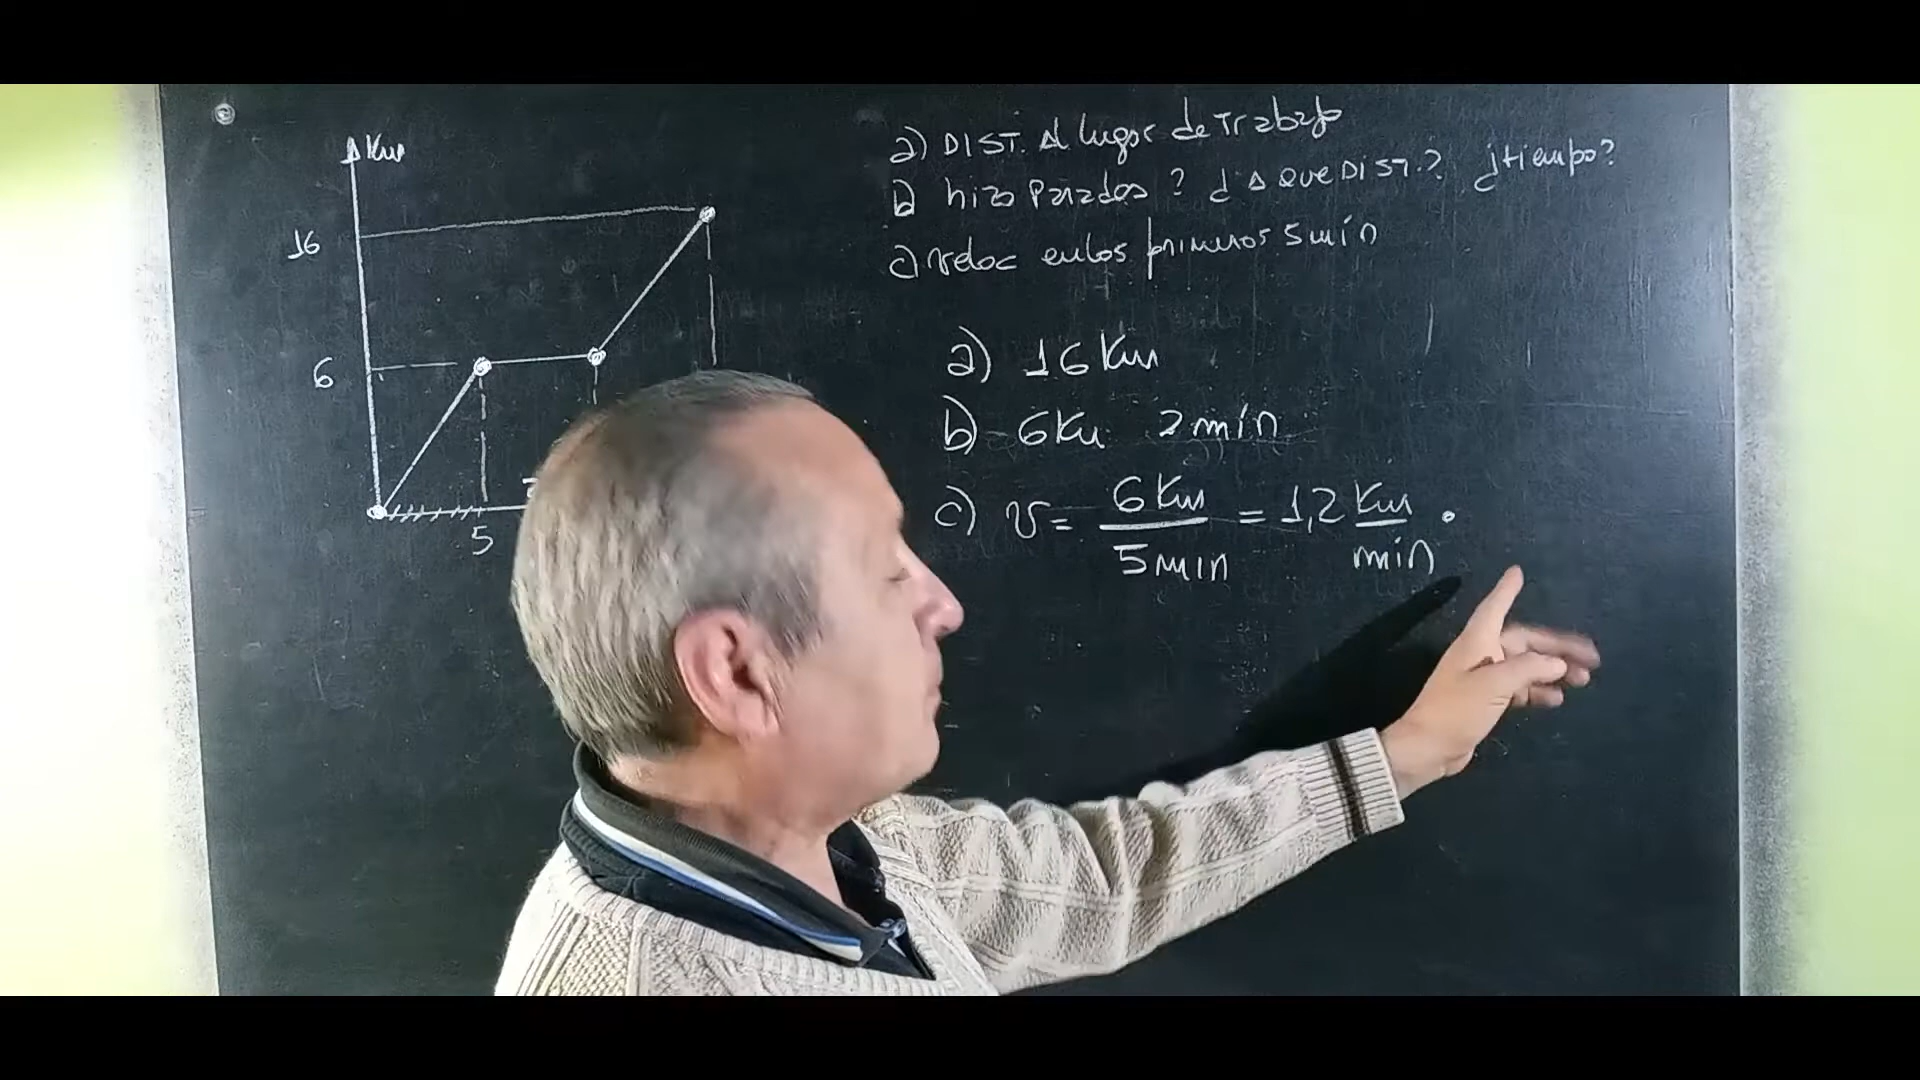 Km
16
6
5
a) DIST. al lugar de Trabajo
b) hizo Paradas? ¿ a QUE DIST.? ¿tiempo?
c) veloc en los primeros 5 min
a) 16 Km
b) 6 Km 2 min
c) v = 6 Km / 5 min = 1,2 Km / min .